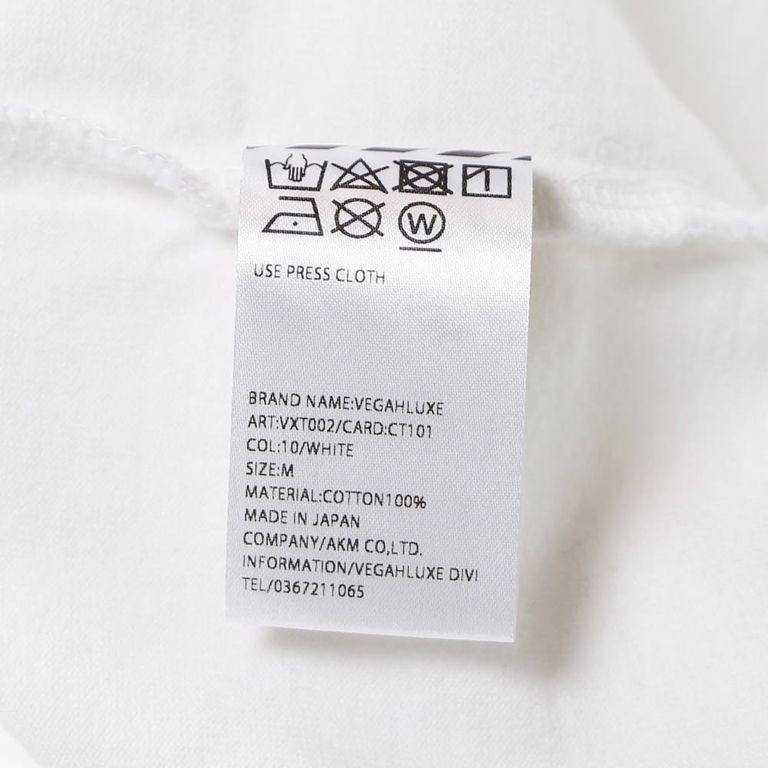 W
USE PRESS CLOTH
BRAND NAME:VEGAHLUXE
ART:VXT002/CARD:CT101
COL:10/WHITE
SIZE:M
MATERIAL:COTTON100%
MADE IN JAPAN
COMPANY/AKM CO,LTD.
INFORMATION/VEGAHLUXE DIVI
TEL/0367211065